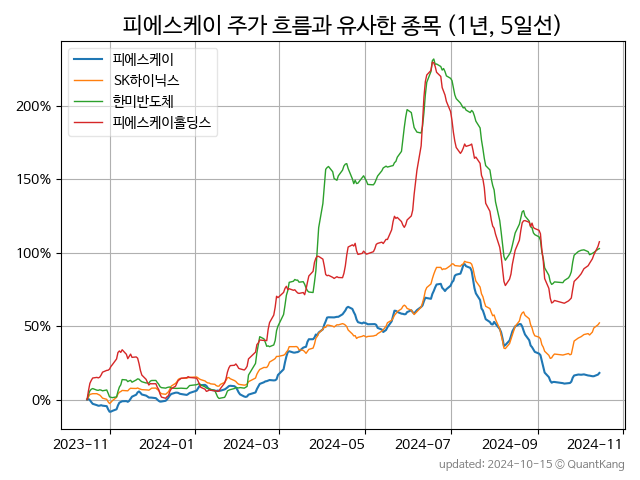 피에스케이 주가 흐름과 유사한 종목 (1년, 5일선)
피에스케이
SK하이닉스
한미반도체
피에스케이홀딩스
200%
150%
100%
50%
0%
2023-11 2024-01 2024-03 2024-05 2024-07 2024-09 2024-11
updated: 2024-10-15 © QuantKang